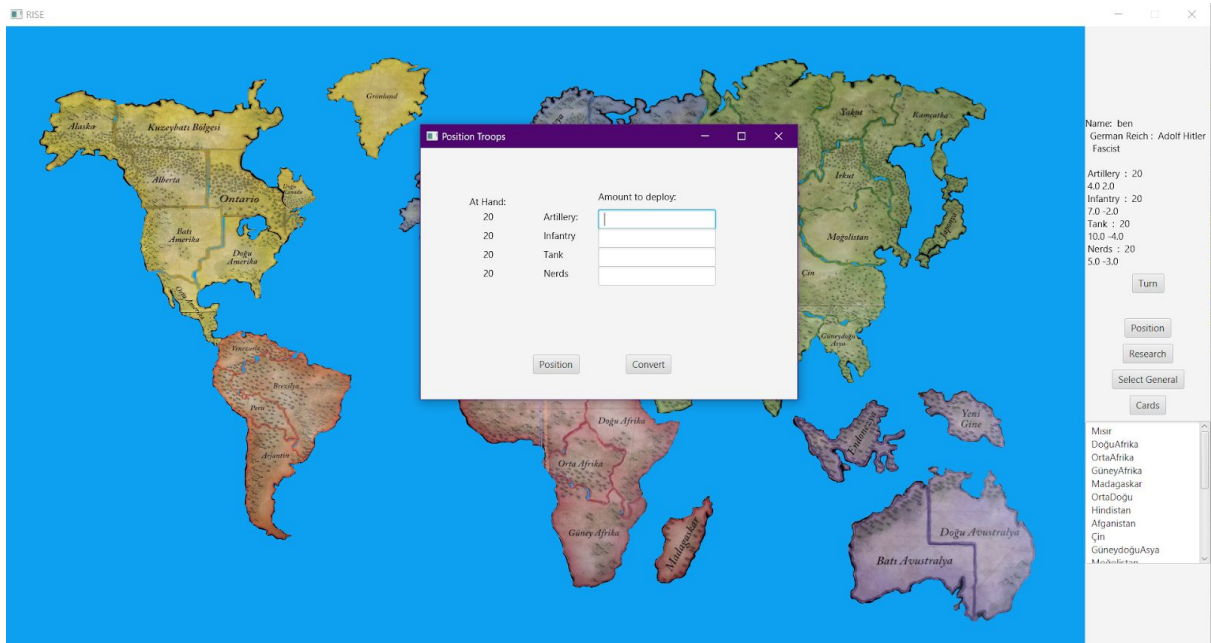 RISE
Grönland
Alaska
Kuzeybatı Bölgesi
Alberta
Ontario
Doğu
Batı
Amerika
Doğu
Amerika
Venezuela
Brezilya
Peru
Arjantin
Yakut
Kamçatka
Irkut
Moğolistan
Japonya
Çin
Güneydoğu
Asya
Endonezya
Yeni
Gine
Doğu Avustralya
Batı Avustralya
Doğu Afrika
Orta Afrika
Güney Afrika
Madagaskar
Position Troops
At Hand:
Amount to deploy:
20 Artillery:
20 Infantry
20 Tank
20 Nerds
Position Convert
Name: ben
German Reich : Adolf Hitler
Fascist
Artillery : 20
4.0 2.0
Infantry : 20
7.0 -2.0
Tank : 20
10.0 -4.0
Nerds : 20
5.0 -3.0
Turn
Position
Research
Select General
Cards
Mısır
DoğuAfrika
OrtaAfrika
GüneyAfrika
Madagaskar
OrtaDoğu
Hindistan
Afganistan
Çin
GüneydoğuAsya
Moğolistan